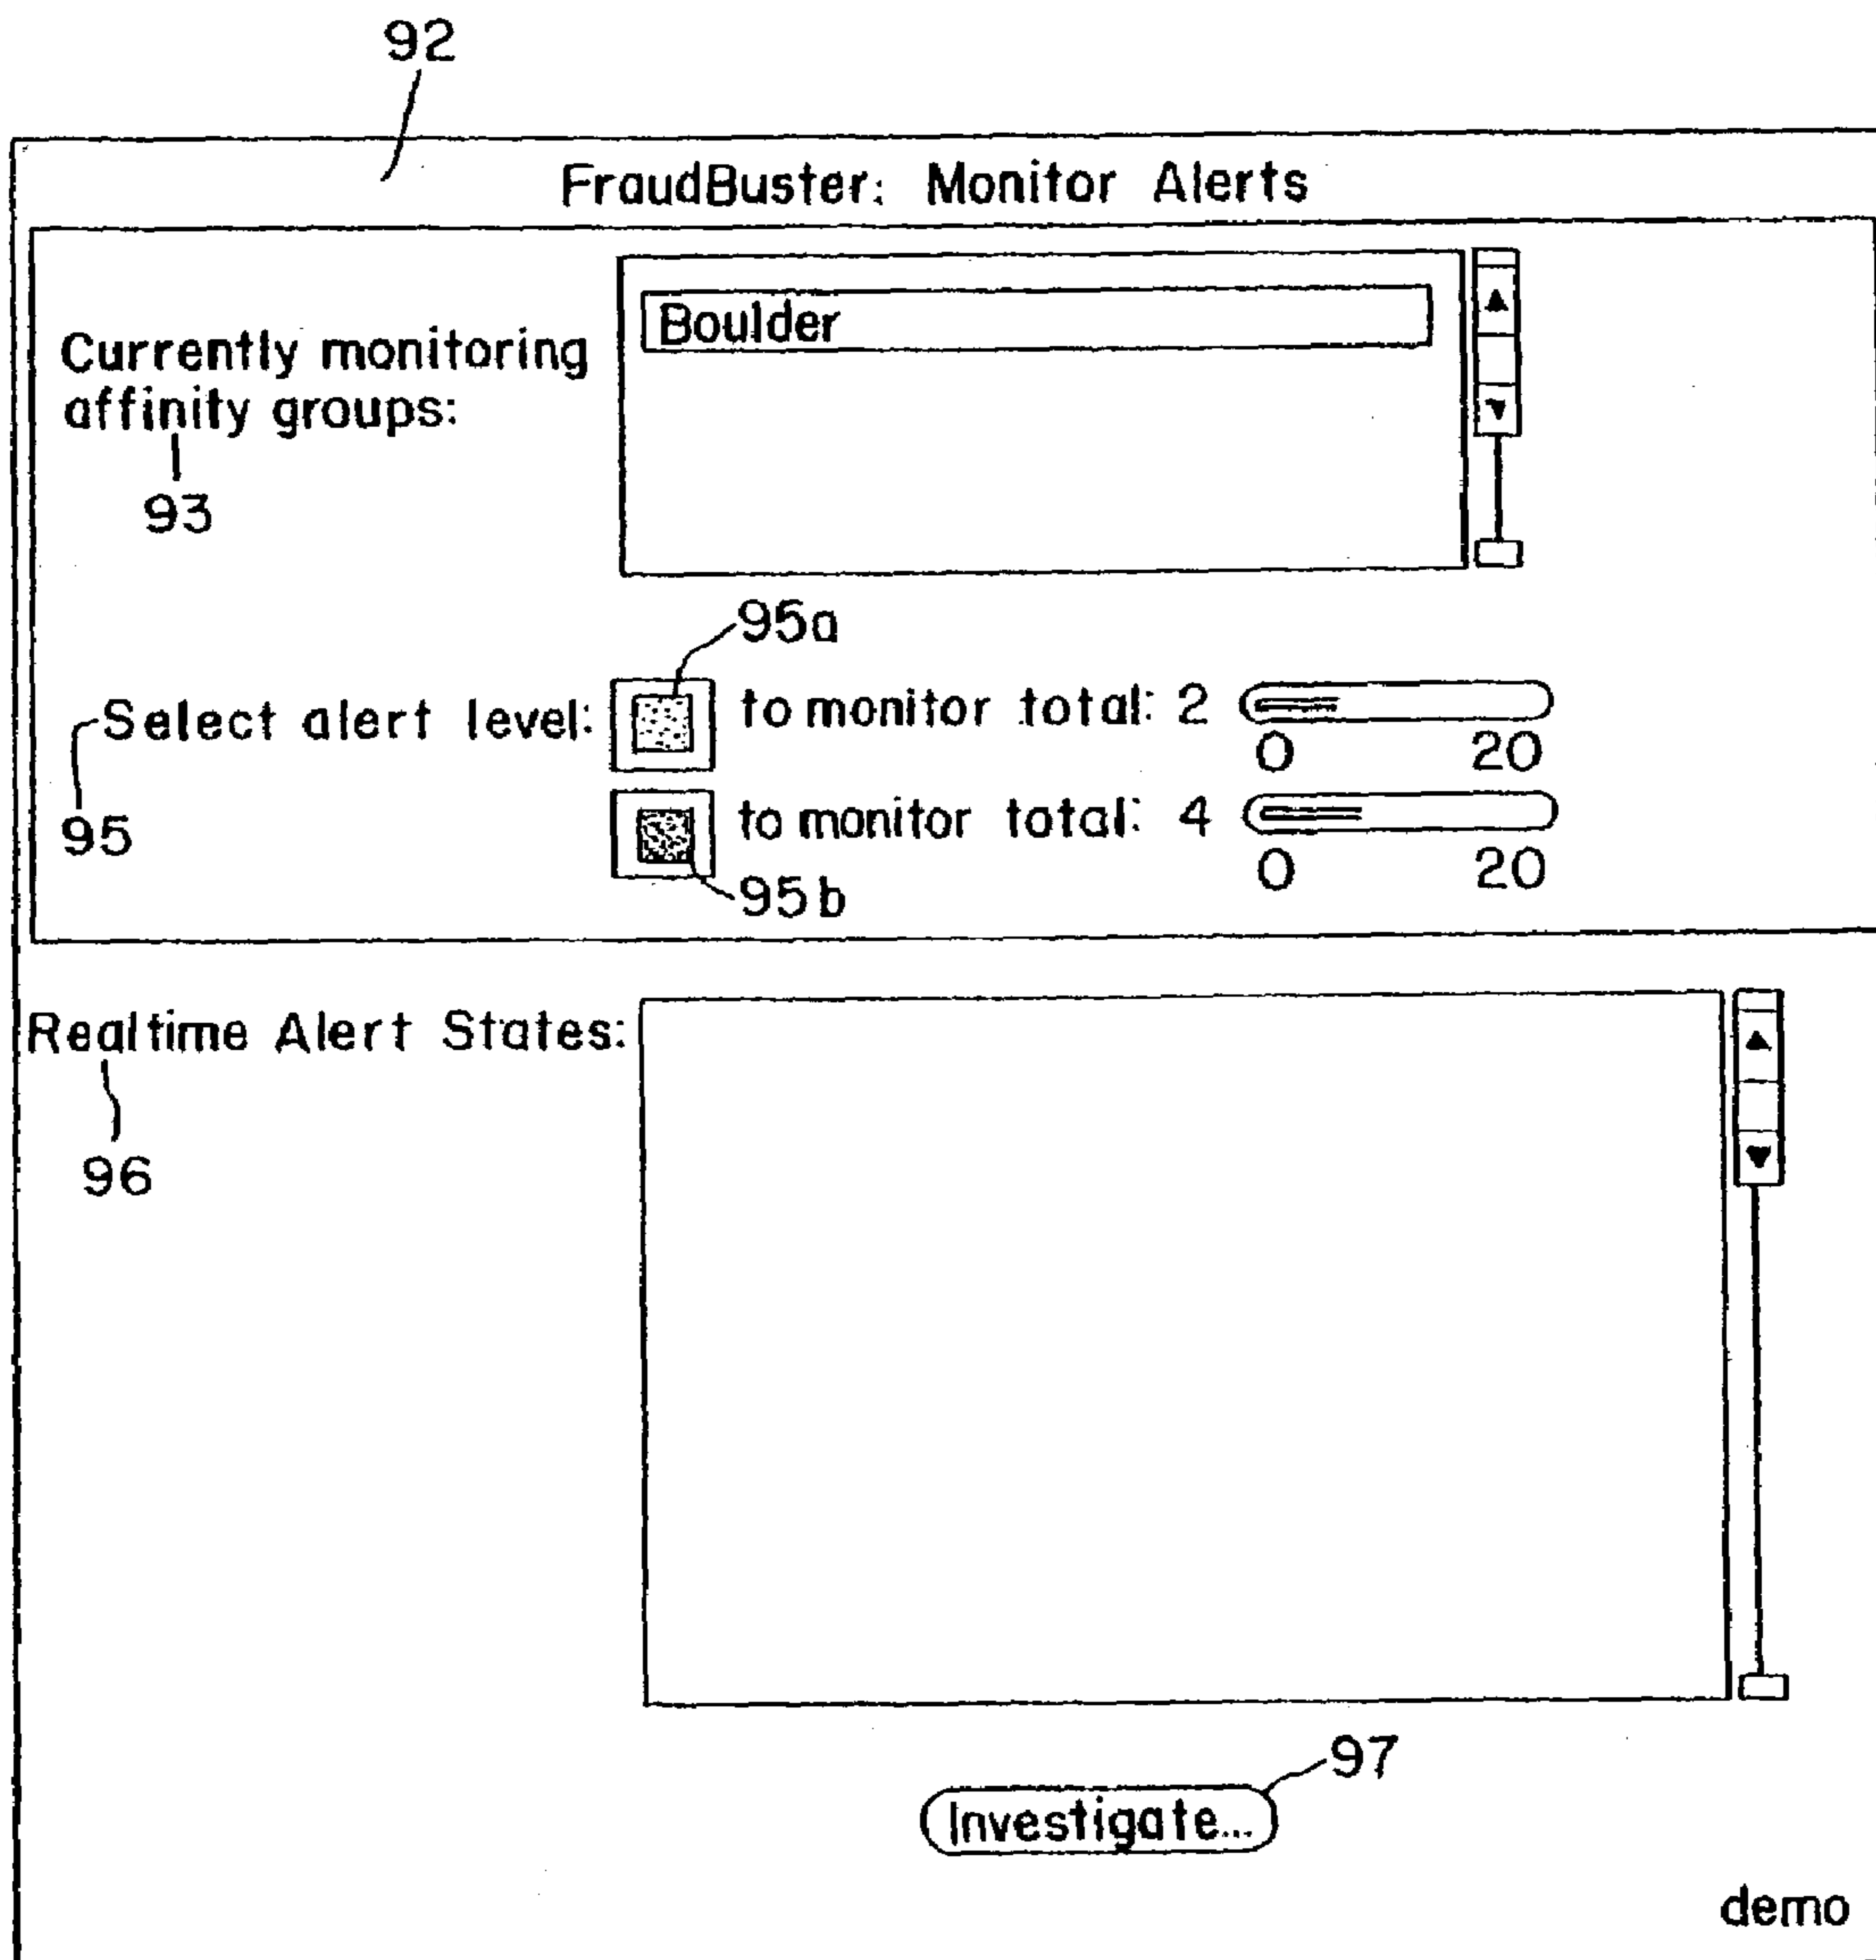 92
FraudBuster: Monitor Alerts
Boulder
Currently monitoring
affinity groups:
93
95a
Select alert level: to monitor total: 2
0 20
95
to monitor total: 4
0 20
95b
Realtime Alert States:
96
97
Investigate...
demo